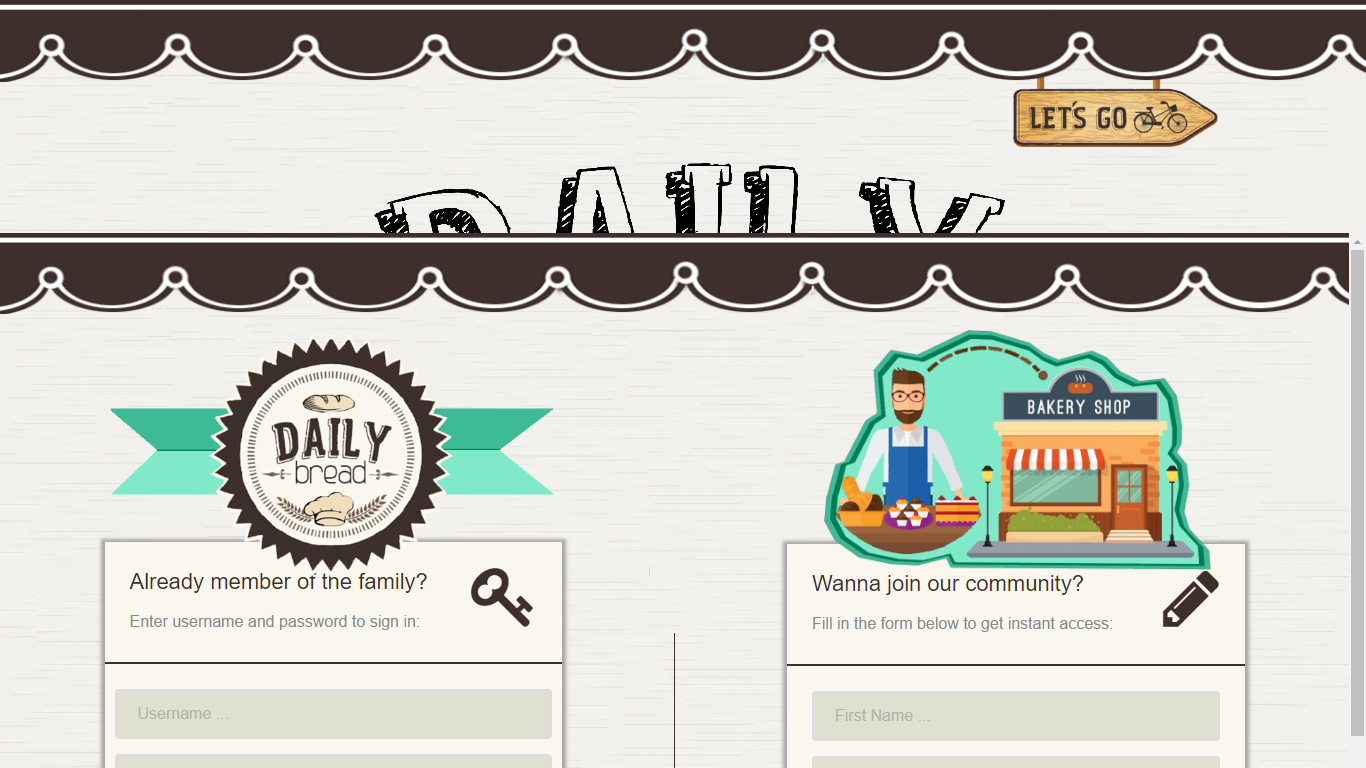 LET'S GO
DAILY
DAILY
bread
BAKERY SHOP
Already member of the family?
Enter username and password to sign in:
Username ...
Wanna join our community?
Fill in the form below to get instant access:
First Name ...